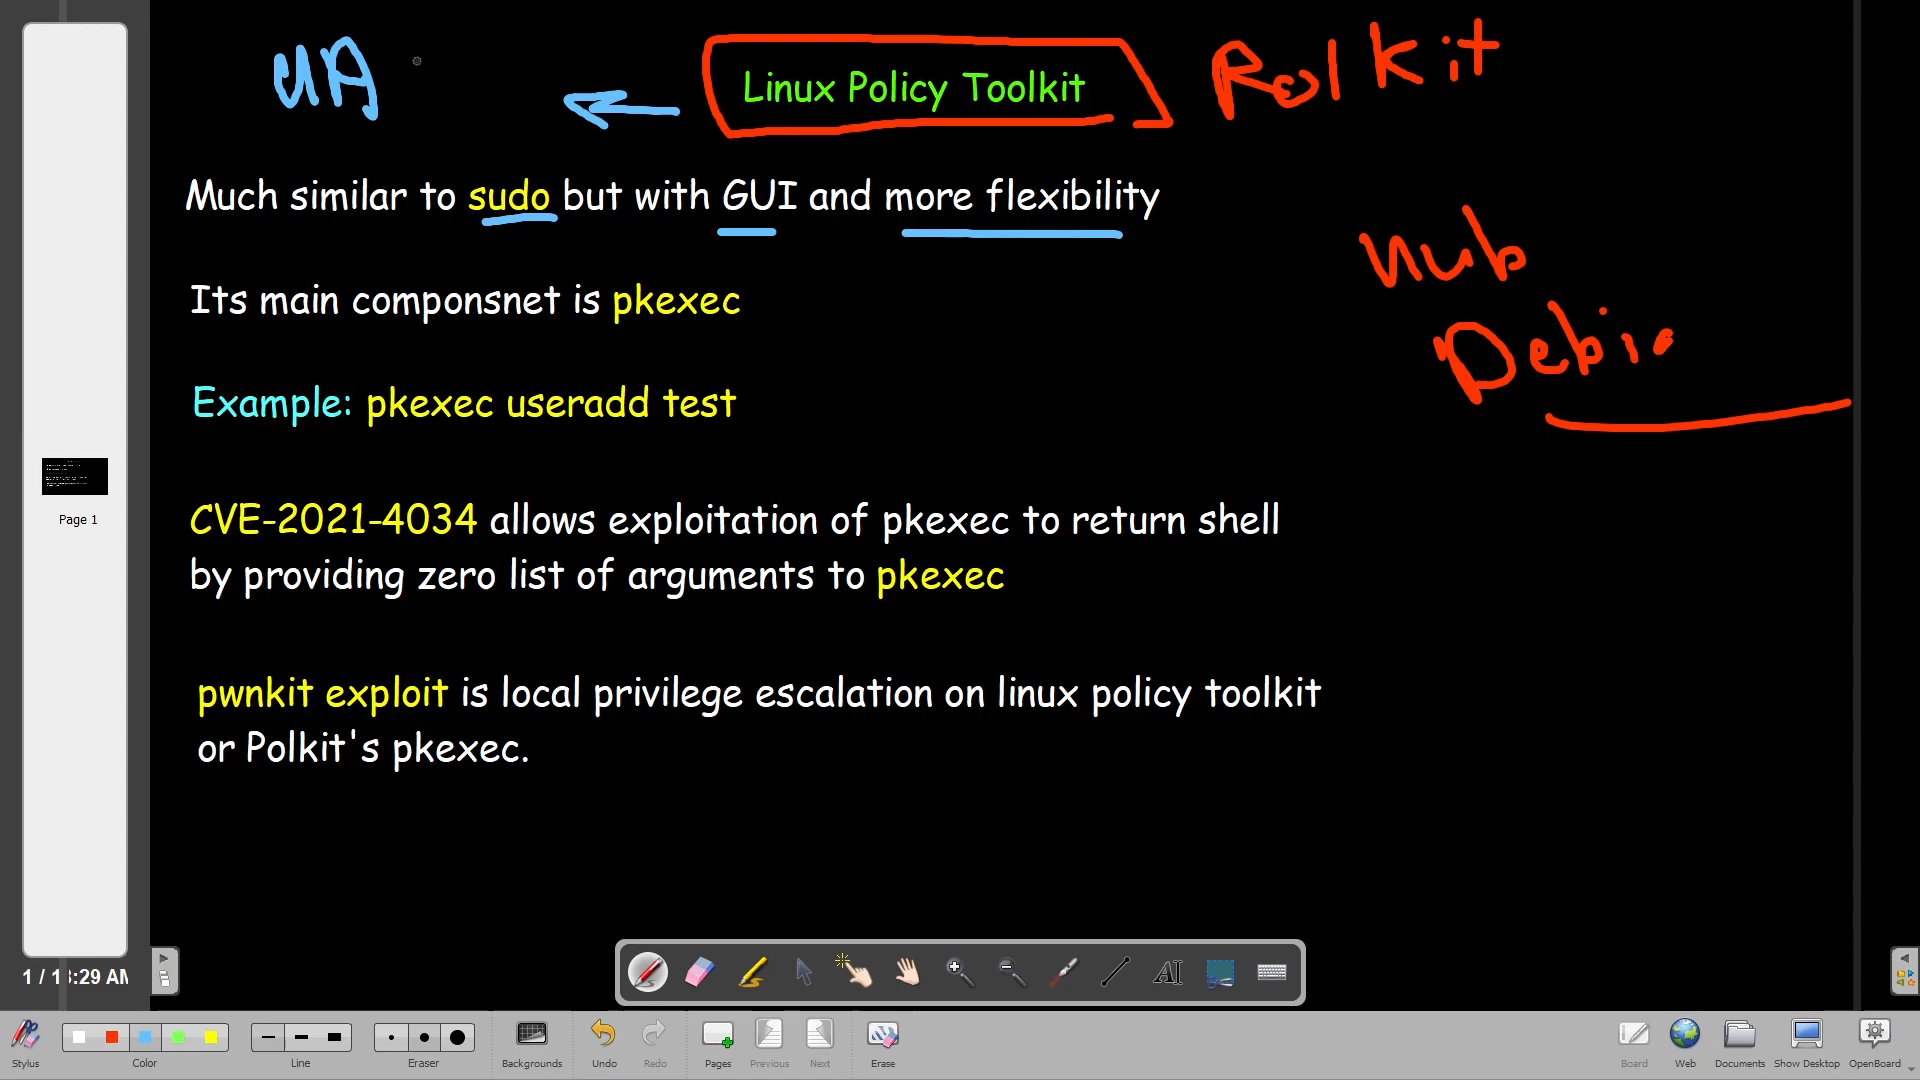 UA
Linux Policy Toolkit
Polkit
Much similar to sudo but with GUI and more flexibility
Its main componsnet is pkexec
Example: pkexec useradd test
CVE-2021-4034 allows exploitation of pkexec to return shell
by providing zero list of arguments to pkexec
pwnkit exploit is local privilege escalation on linux policy toolkit
or Polkit's pkexec.
Page 1
Stylus
Color
Line
Eraser
Backgrounds
Undo
Redo
Pages
Previous
Next
Erase
Board
Web
Documents
Show Desktop
OpenBoard